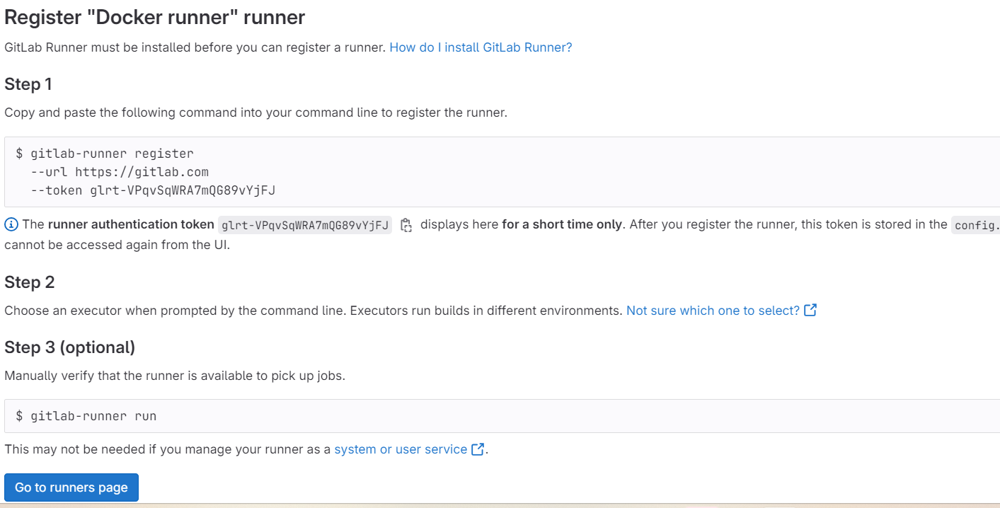 Register "Docker runner" runner
GitLab Runner must be installed before you can register a runner. How do I install GitLab Runner?
Step 1
Copy and paste the following command into your command line to register the runner.
$ gitlab-runner register
--url https://gitlab.com
--token glrt-VPqvSqWRA7mQG89vYjFJ
The runner authentication token glrt-VPqvSqWRA7mQG89vYjFJ displays here for a short time only. After you register the runner, this token is stored in the config.
cannot be accessed again from the UI.
Step 2
Choose an executor when prompted by the command line. Executors run builds in different environments. Not sure which one to select?
Step 3 (optional)
Manually verify that the runner is available to pick up jobs.
$ gitlab-runner run
This may not be needed if you manage your runner as a system or user service.
Go to runners page